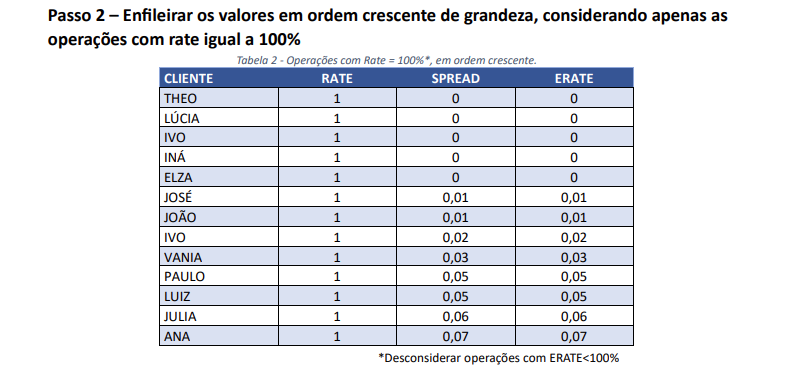 Passo 2 – Enfileirar os valores em ordem crescente de grandeza, considerando apenas as
operações com rate igual a 100%
Tabela 2 - Operações com Rate = 100%*, em ordem crescente.
CLIENTE RATE SPREAD ERATE
THEO 1 0 0
LÚCIA 1 0 0
IVO 1 0 0
INÁ 1 0 0
ELZA 1 0 0
JOSÉ 1 0,01 0,01
JOÃO 1 0,01 0,01
IVO 1 0,02 0,02
VANIA 1 0,03 0,03
PAULO 1 0,05 0,05
LUIZ 1 0,05 0,05
JULIA 1 0,06 0,06
ANA 1 0,07 0,07
*Desconsiderar operações com ERATE<100%